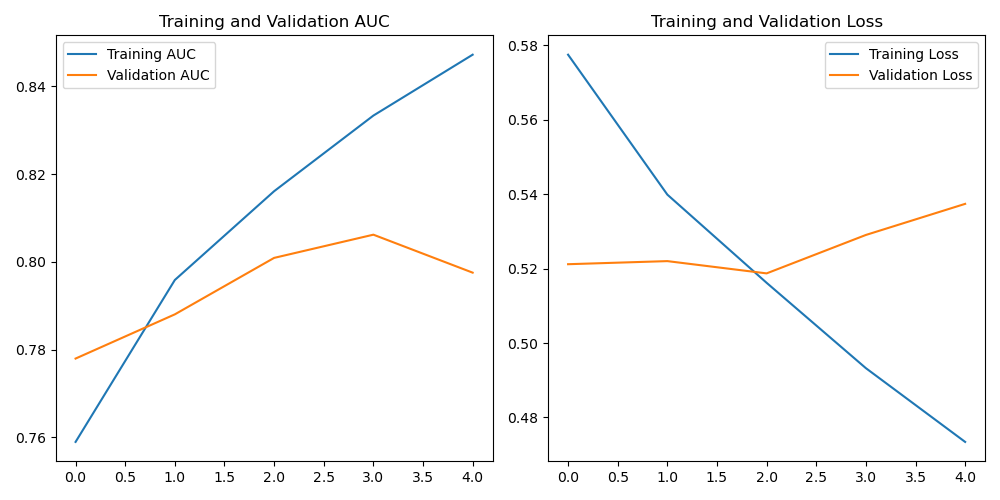 Training and Validation AUC
Training AUC
Validation AUC
0.84
0.82
0.80
0.78
0.76
0.0 0.5 1.0 1.5 2.0 2.5 3.0 3.5 4.0
Training and Validation Loss
Training Loss
Validation Loss
0.58
0.56
0.54
0.52
0.50
0.48
0.0 0.5 1.0 1.5 2.0 2.5 3.0 3.5 4.0